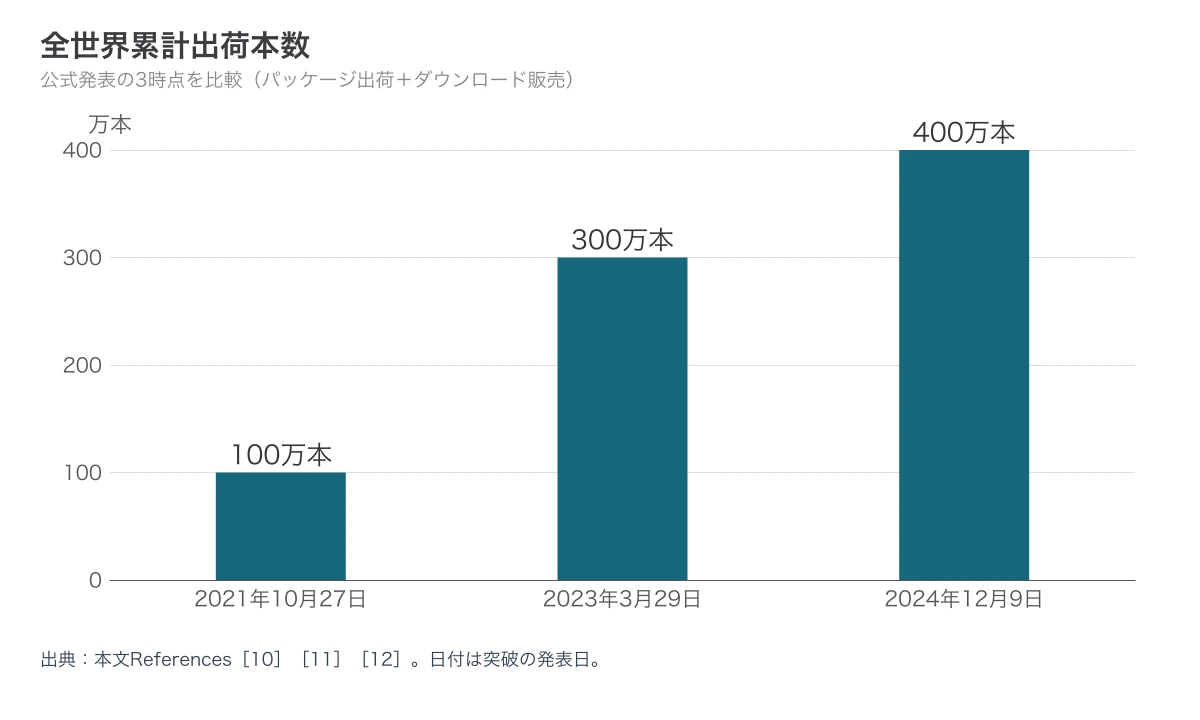 全世界累計出荷本数
公式発表の3時点を比較（パッケージ出荷＋ダウンロード販売）
万本
400
300
200
100
0
100万本
300万本
400万本
2021年10月27日
2023年3月29日
2024年12月9日
出典：本文References［10］［11］［12］。日付は突破の発表日。